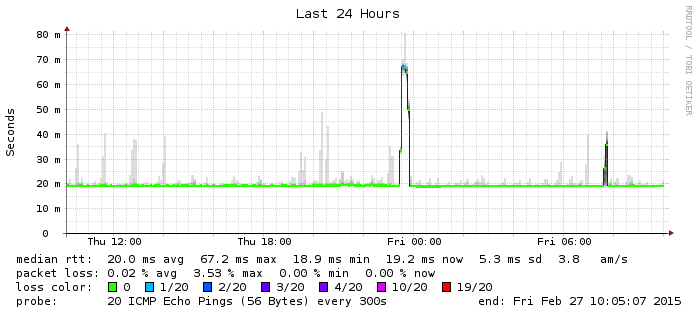 Last 24 Hours
RRDTOOL / TOBI OETIKER
Seconds
80 m
70 m
60 m
50 m
40 m
30 m
20 m
10 m
0
Thu 12:00 Thu 18:00 Fri 00:00 Fri 06:00
median rtt: 20.0 ms avg 67.2 ms max 18.9 ms min 19.2 ms now 5.3 ms sd 3.8 am/s
packet loss: 0.02 % avg 3.53 % max 0.00 % min 0.00 % now
loss color: 0 1/20 2/20 3/20 4/20 10/20 19/20
probe: 20 ICMP Echo Pings (56 Bytes) every 300s end: Fri Feb 27 10:05:07 2015